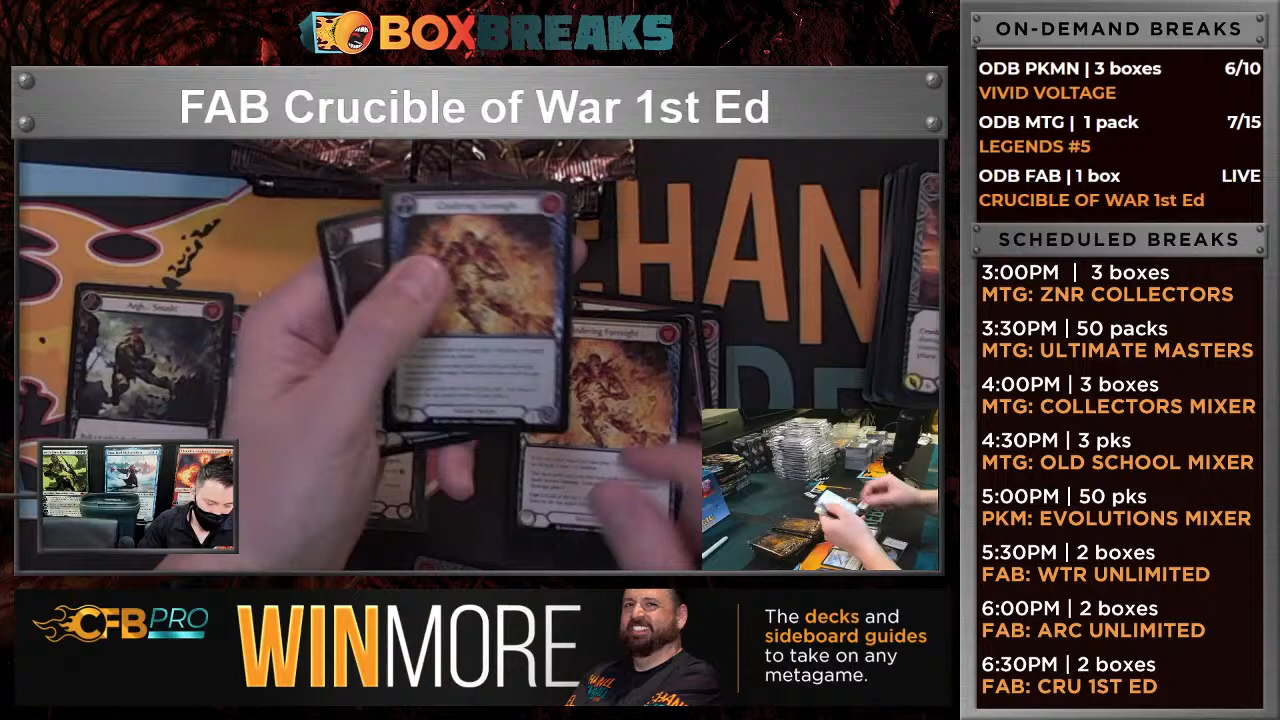 BOXBREAKS
FAB Crucible of War 1st Ed
Cindering Foresight
Argh... Smash!
CHAN
ON-DEMAND BREAKS
ODB PKMN | 3 boxes 6/10
VIVID VOLTAGE
ODB MTG | 1 pack 7/15
LEGENDS #5
ODB FAB | 1 box LIVE
CRUCIBLE OF WAR 1st Ed
SCHEDULED BREAKS
3:00PM | 3 boxes
MTG: ZNR COLLECTORS
3:30PM | 50 packs
MTG: ULTIMATE MASTERS
4:00PM | 3 boxes
MTG: COLLECTORS MIXER
4:30PM | 3 pks
MTG: OLD SCHOOL MIXER
5:00PM | 50 pks
PKM: EVOLUTIONS MIXER
5:30PM | 2 boxes
FAB: WTR UNLIMITED
6:00PM | 2 boxes
FAB: ARC UNLIMITED
6:30PM | 2 boxes
FAB: CRU 1ST ED
CFB PRO
WINMORE
The decks and
sideboard guides
to take on any
metagame.